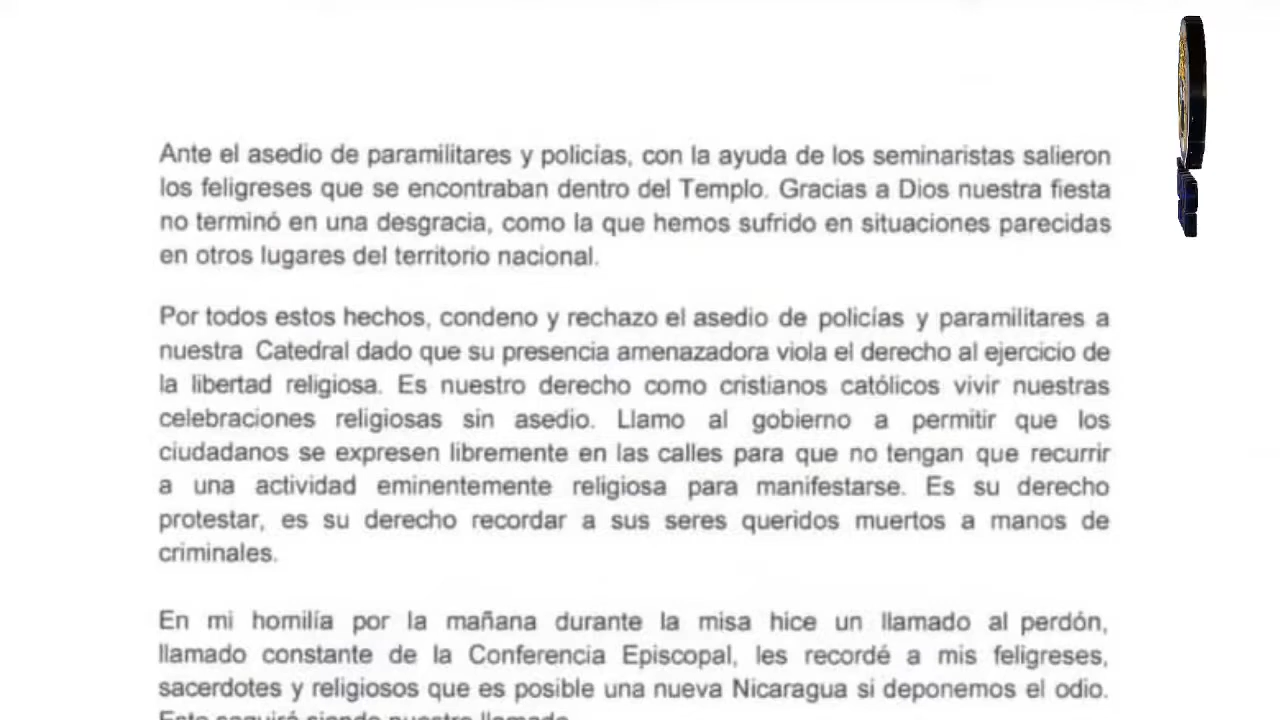 Ante el asedio de paramilitares y policías, con la ayuda de los seminaristas salieron
los feligreses que se encontraban dentro del Templo. Gracias a Dios nuestra fiesta
no terminó en una desgracia, como la que hemos sufrido en situaciones parecidas
en otros lugares del territorio nacional.
Por todos estos hechos, condeno y rechazo el asedio de policías y paramilitares a
nuestra Catedral dado que su presencia amenazadora viola el derecho al ejercicio de
la libertad religiosa. Es nuestro derecho como cristianos católicos vivir nuestras
celebraciones religiosas sin asedio. Llamo al gobierno a permitir que los
ciudadanos se expresen libremente en las calles para que no tengan que recurrir
a una actividad eminentemente religiosa para manifestarse. Es su derecho
protestar, es su derecho recordar a sus seres queridos muertos a manos de
criminales.
En mi homilía por la mañana durante la misa hice un llamado al perdón,
llamado constante de la Conferencia Episcopal, les recordé a mis feligreses,
sacerdotes y religiosos que es posible una nueva Nicaragua si deponemos el odio.
Este seguirá siendo nuestro llamado.